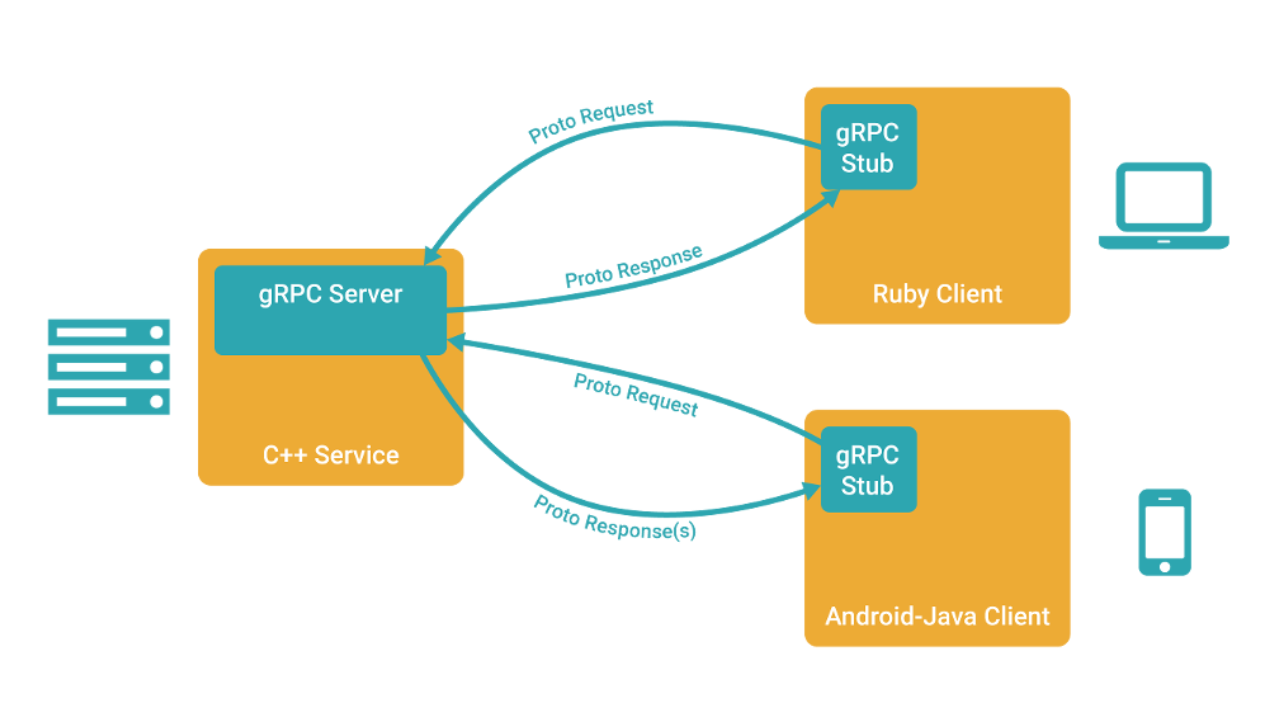 Proto Request
gRPC
Stub
Proto Response
Ruby Client
gRPC Server
C++ Service
Proto Request
gRPC
Stub
Proto Response(s)
Android-Java Client